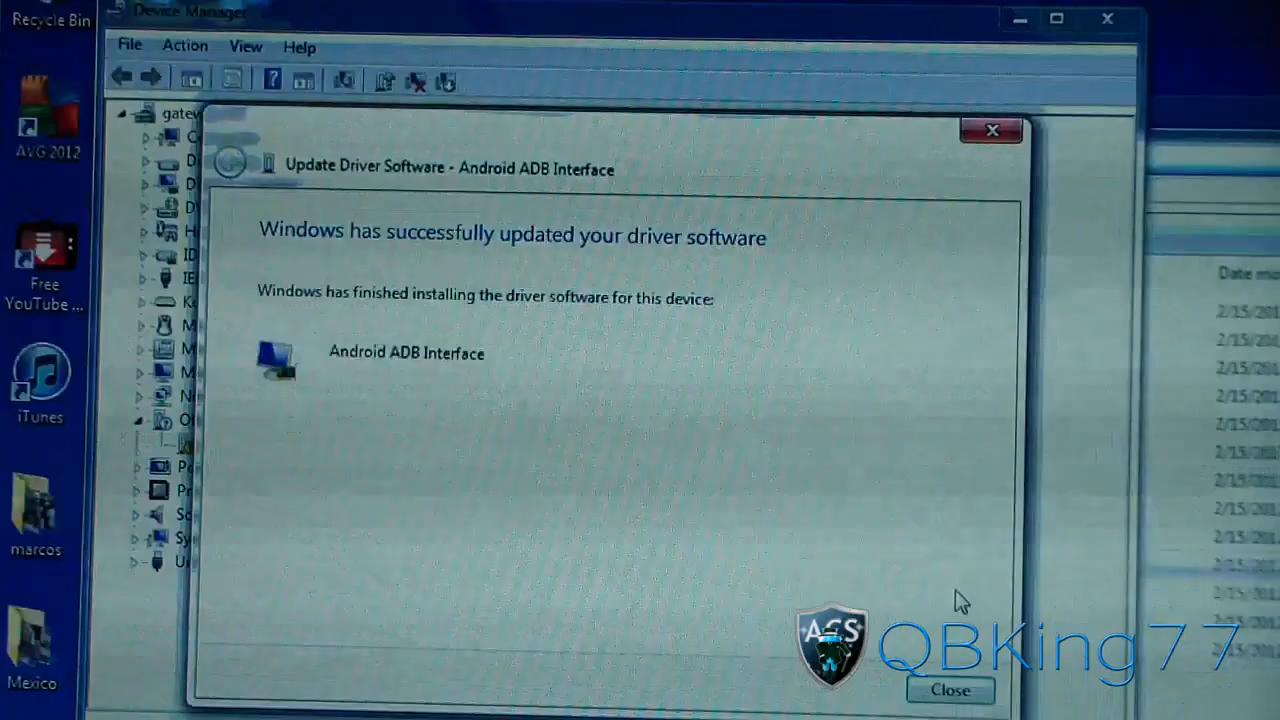 Recycle Bin
Device Manager
File Action View Help
AVG 2012
Free
YouTube ...
iTunes
marcos
Mexico
Update Driver Software - Android ADB Interface
Windows has successfully updated your driver software
Windows has finished installing the driver software for this device:
Android ADB Interface
Close
ACS
QBKing77